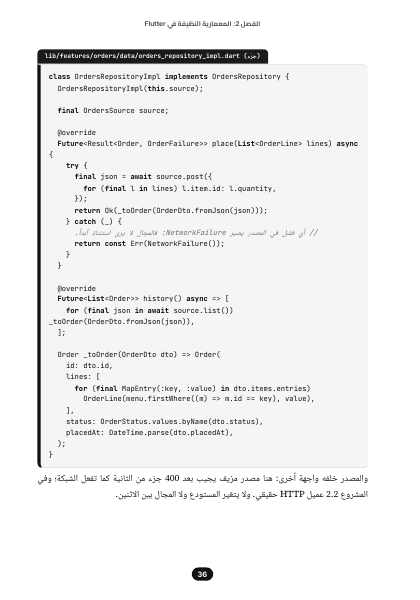 الفصل 2: المعمارية النظيفة في Flutter
lib/features/orders/data/orders_repository_impl.dart (جزء)
class OrdersRepositoryImpl implements OrdersRepository {
OrdersRepositoryImpl(this.source);
final OrdersSource source;
@override
Future<Result<Order, OrderFailure>> place(List<OrderLine> lines) async
{
try {
final json = await source.post({
for (final l in lines) l.item.id: l.quantity,
});
return Ok(_toOrder(OrderDto.fromJson(json)));
} catch (_) {
// أي فشل في المصدر يصير NetworkFailure: فالمجال لا يرى استثناءً أبداً.
return const Err(NetworkFailure());
}
}
@override
Future<List<Order>> history() async => [
for (final json in await source.list())
_toOrder(OrderDto.fromJson(json)),
];
Order _toOrder(OrderDto dto) => Order(
id: dto.id,
lines: [
for (final MapEntry(:key, :value) in dto.items.entries)
OrderLine(menu.firstWhere((m) => m.id == key), value),
],
status: OrderStatus.values.byName(dto.status),
placedAt: DateTime.parse(dto.placedAt),
);
}
والمصدر خلفه واجهة أخرى: هنا مصدر مزيف يجيب بعد 400 جزء من الثانية كما تفعل الشبكة؛ وفي
المشروع 2.2 عميل HTTP حقيقي. ولا يتغير المستودع ولا المجال بين الاثنين.
36